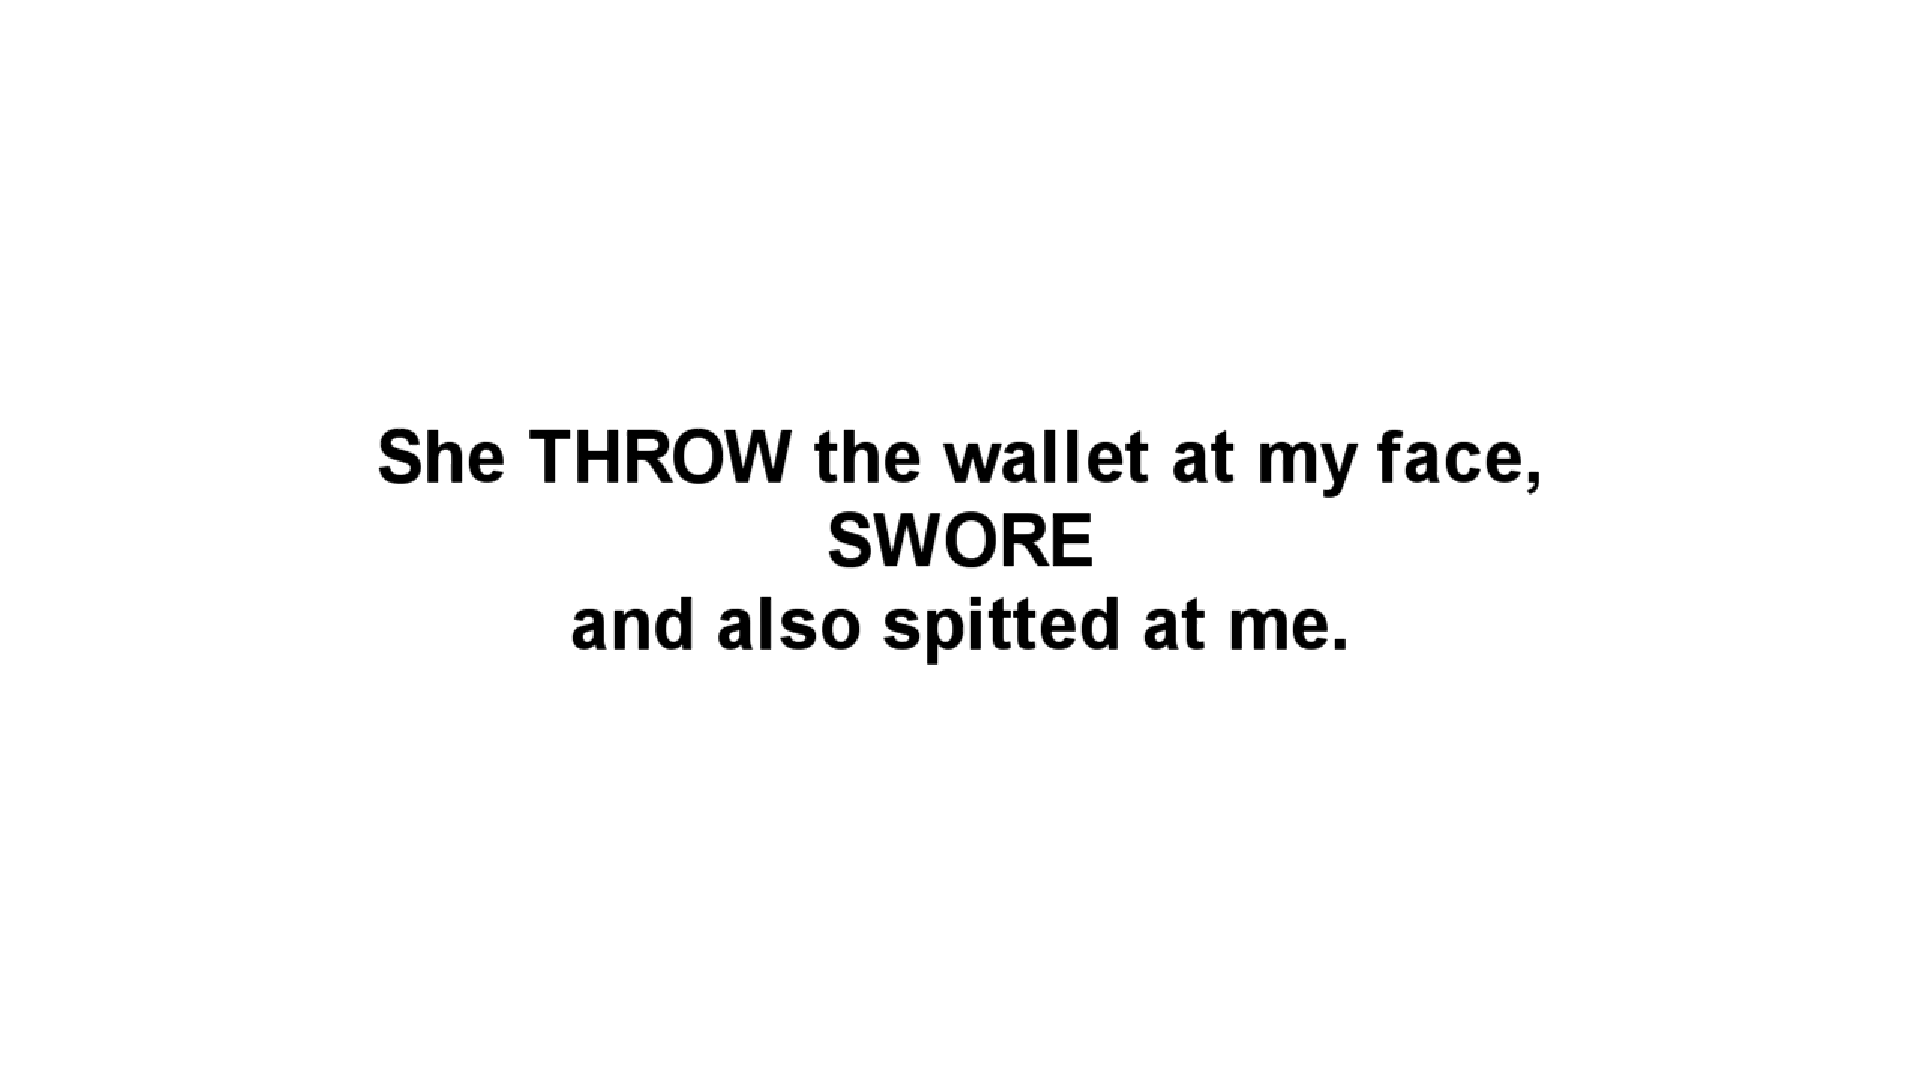 She THROW the wallet at my face,
SWORE
and also spitted at me.